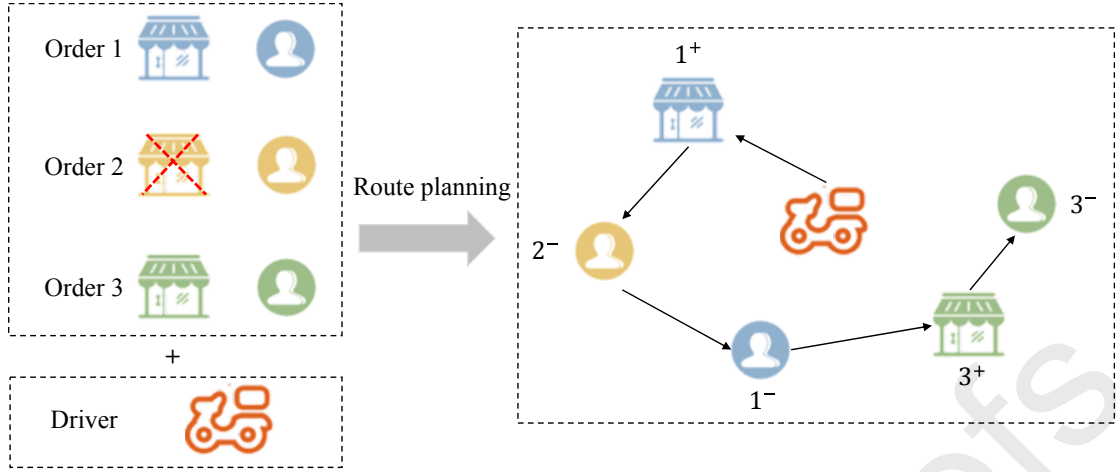 Order 1
Order 2
Order 3
+
Driver
Route planning
1⁺
2⁻
1⁻
3⁺
3⁻